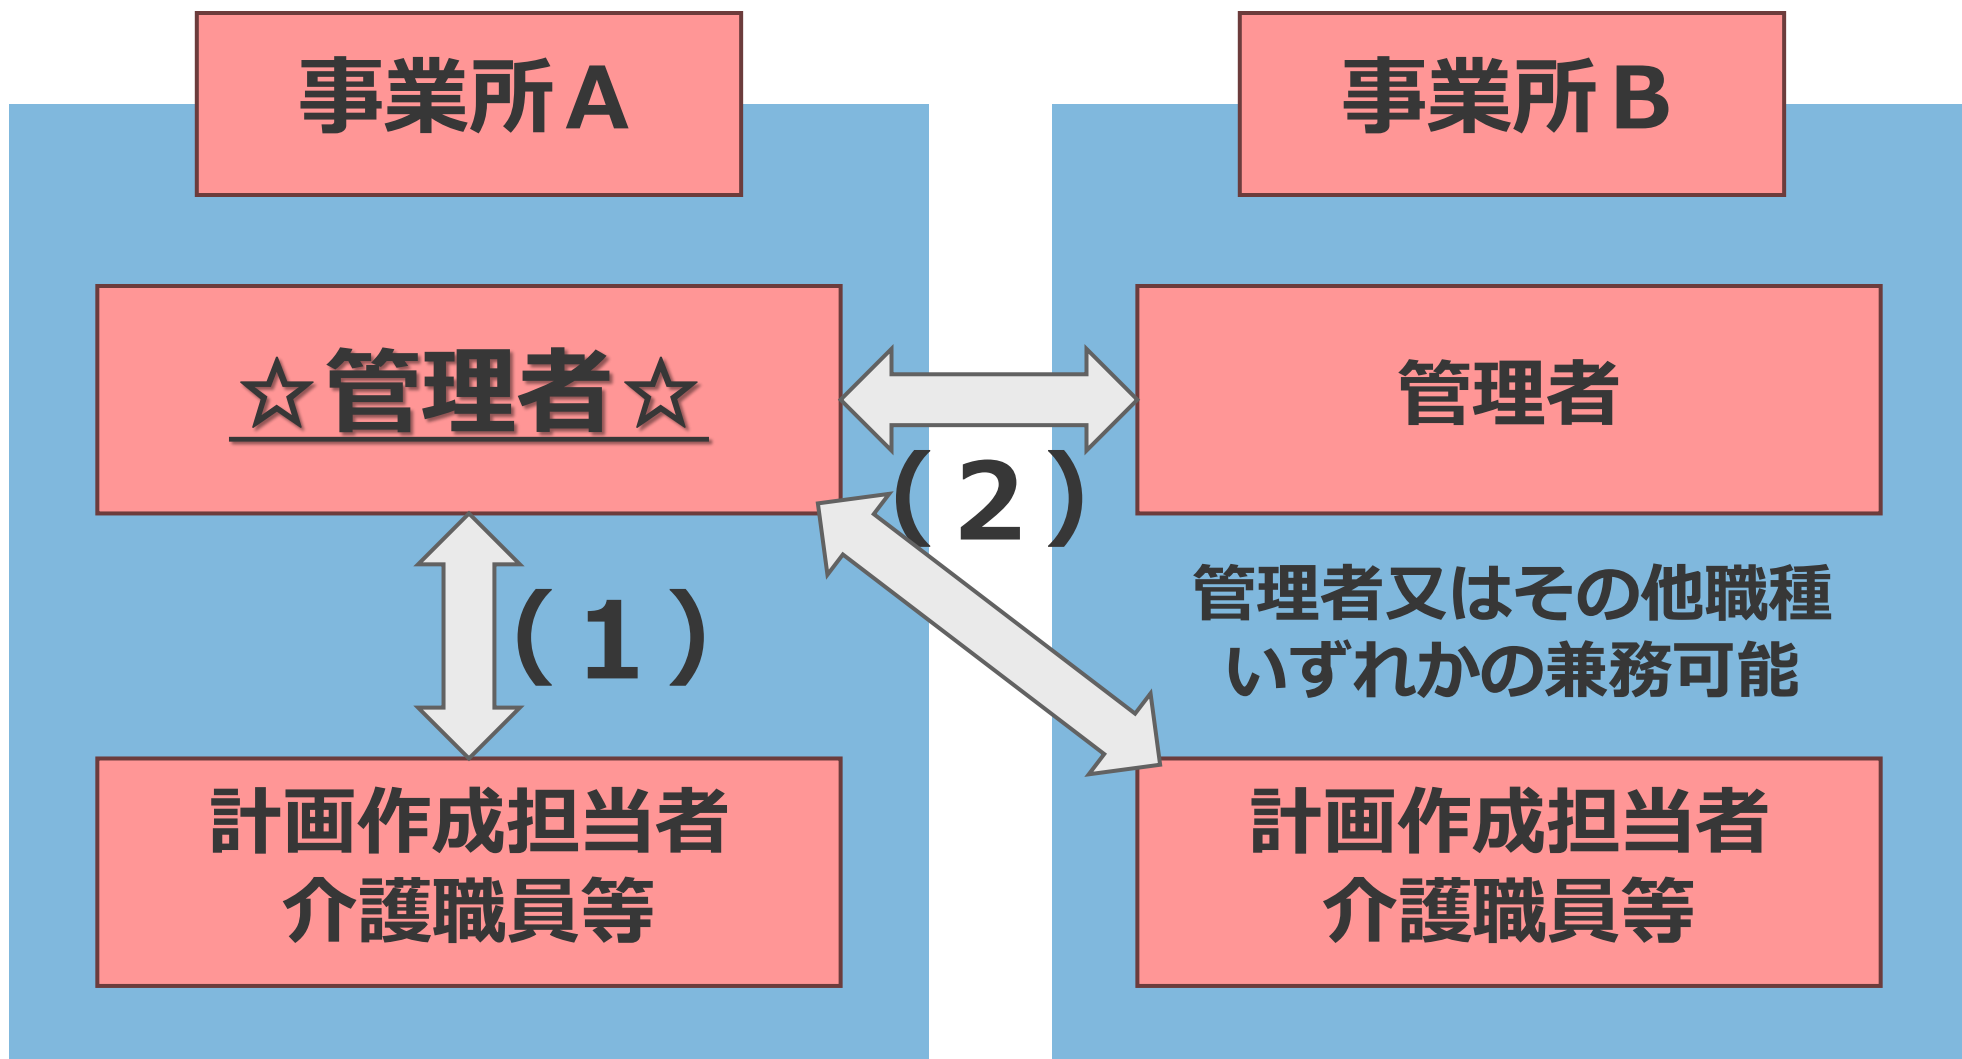 事業所A
事業所B
☆管理者☆
管理者
(2)
管理者又はその他職種
いずれかの兼務可能
(1)
計画作成担当者
介護職員等
計画作成担当者
介護職員等